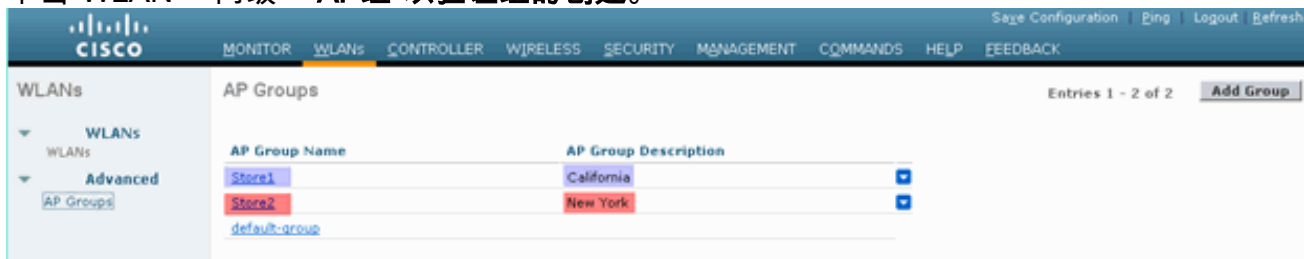 Save Configuration | Ping | Logout | Refresh
CISCO
MONITOR WLANs CONTROLLER WIRELESS SECURITY MANAGEMENT COMMANDS HELP FEEDBACK
WLANs
AP Groups
Entries 1 - 2 of 2
Add Group
WLANs
WLANs
Advanced
AP Groups
AP Group Name
AP Group Description
Store1
California
Store2
New York
default-group